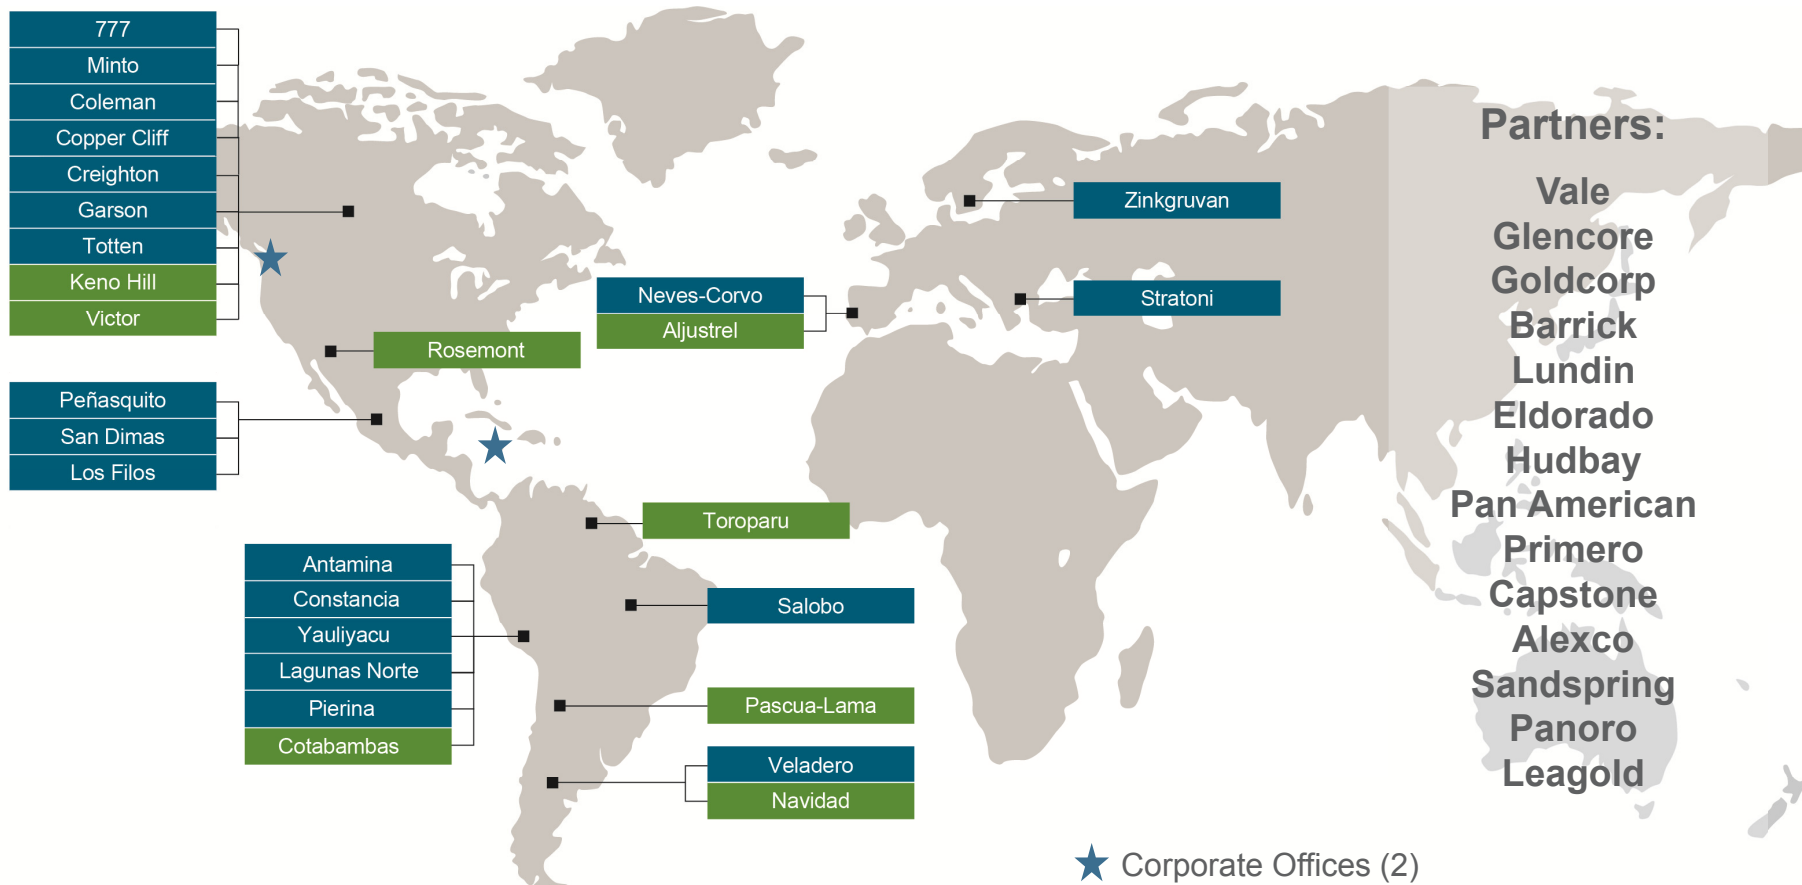 777
Minto
Coleman
Copper Cliff
Creighton
Garson
Totten
Keno Hill
Victor
Rosemont
Peñasquito
San Dimas
Los Filos
Neves-Corvo
Aljustrel
Zinkgruvan
Stratoni
Toroparu
Antamina
Constancia
Yauliyacu
Lagunas Norte
Pierina
Cotabambas
Salobo
Pascua-Lama
Veladero
Navidad
Partners:
Vale
Glencore
Goldcorp
Barrick
Lundin
Eldorado
Hudbay
Pan American
Primero
Capstone
Alexco
Sandspring
Panoro
Leagold
Corporate Offices (2)